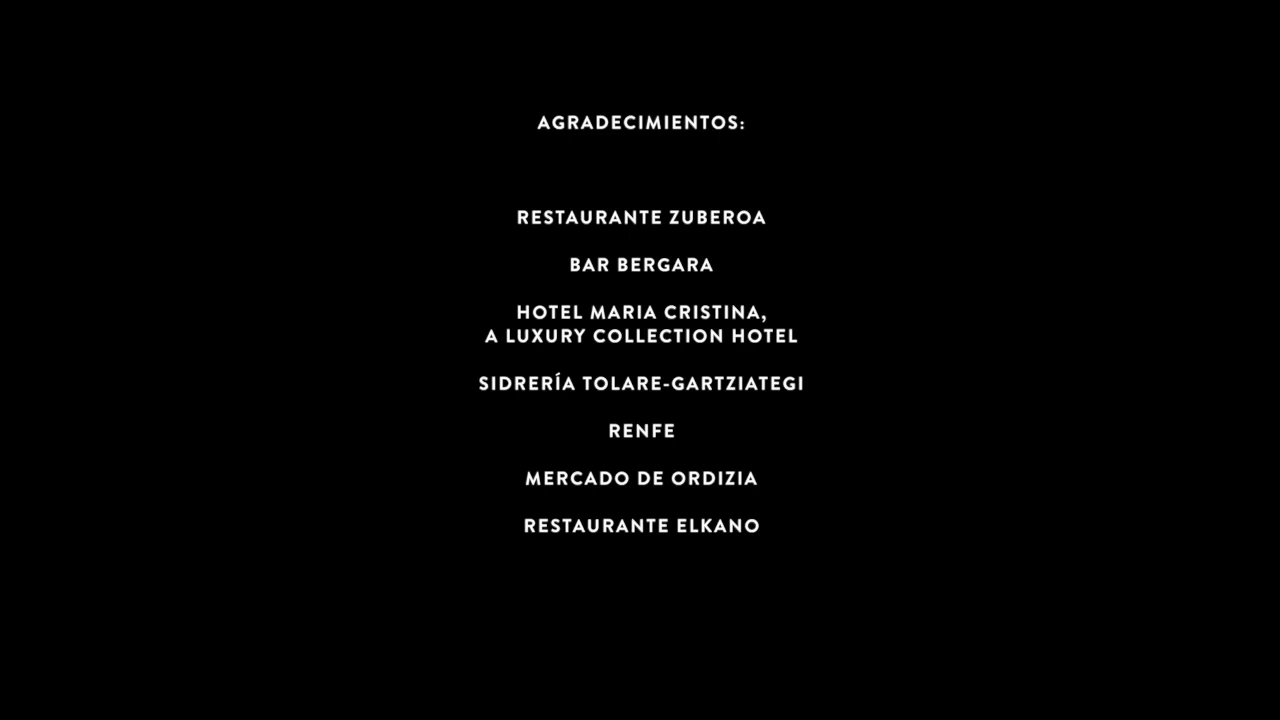 AGRADECIMIENTOS:
RESTAURANTE ZUBEROA
BAR BERGARA
HOTEL MARIA CRISTINA,
A LUXURY COLLECTION HOTEL
SIDRERÍA TOLARE-GARTZIATEGI
RENFE
MERCADO DE ORDIZIA
RESTAURANTE ELKANO